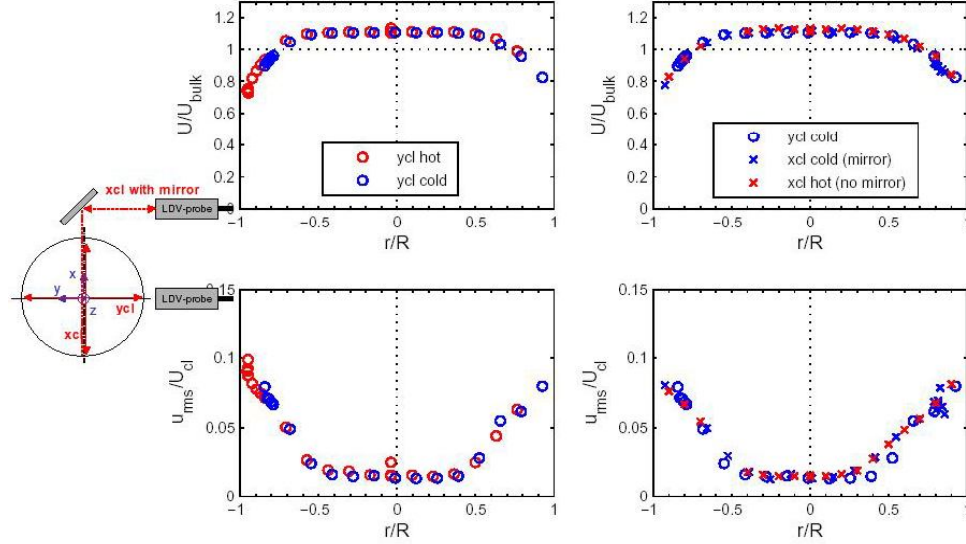 1.2
1
0.8
0.6
0.4
0.2
0
U/U_bulk
ycl hot
ycl cold
−1
−0.5
0
0.5
1
r/R
1.2
1
0.8
0.6
0.4
0.2
0
U/U_bulk
ycl cold
xcl cold (mirror)
xcl hot (no mirror)
−1
−0.5
0
0.5
1
r/R
xcl with mirror
LDV-probe
x
y
z
ycl
xcl
LDV-probe
0.15
0.1
0.05
0
u_rms/U_cl
−1
−0.5
0
0.5
1
r/R
0.15
0.1
0.05
0
u_rms/U_cl
−1
−0.5
0
0.5
1
r/R